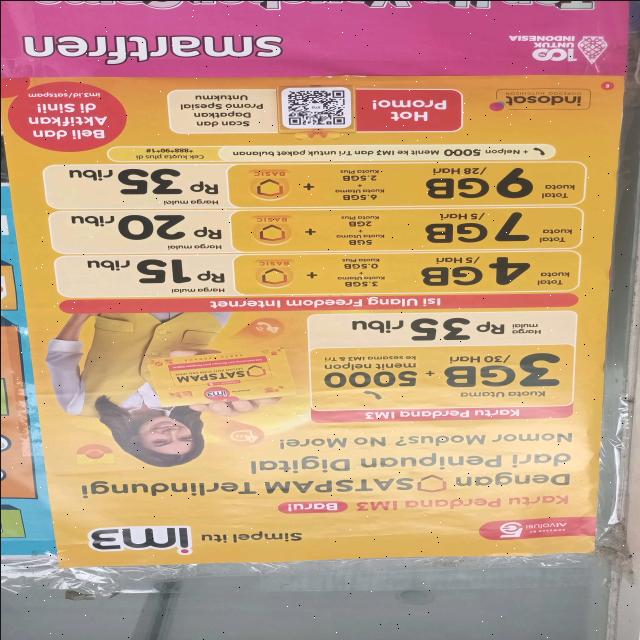 Simpel itu im3
POWERED BY AIvolusi5G
Kartu Perdana IM3 Baru!
Dengan SATSPAM Terlindungi
dari Penipuan Digital
Nomor Modus? No More!
im3
SATSPAM
Kartu Perdana IM3
Kuota Utama
3GB /30 Hari
+
5000
menit nelpon
ke sesama IM3 & Tri
Harga mulai Rp 35 ribu
Isi Ulang Freedom Internet
Total kuota 4GB /5 Hari
3.5GB
Kuota Utama
+
0.5GB
Kuota Plus
+
BASIC
Harga mulai
Rp 15 ribu
Total kuota 7GB /5 Hari
5GB
Kuota Utama
+
2GB
Kuota Plus
+
BASIC
Harga mulai
Rp 20 ribu
Total kuota 9GB /28 Hari
6.5GB
Kuota Utama
+
2.5GB
Kuota Plus
+
BASIC
Harga mulai
Rp 35 ribu
+ Nelpon 5000 Menit ke IM3 dan Tri untuk paket bulanan
Cek kuota plus di
*888*90*1#
indosat
OOREDOO HUTCHISON
Hot
Promo!
Scan dan
Dapatkan
Promo Spesial
Untukmu
Beli dan
Aktifkan
di Sini!
im3.id/satspam
100
UNTUK
INDONESIA
smartfren